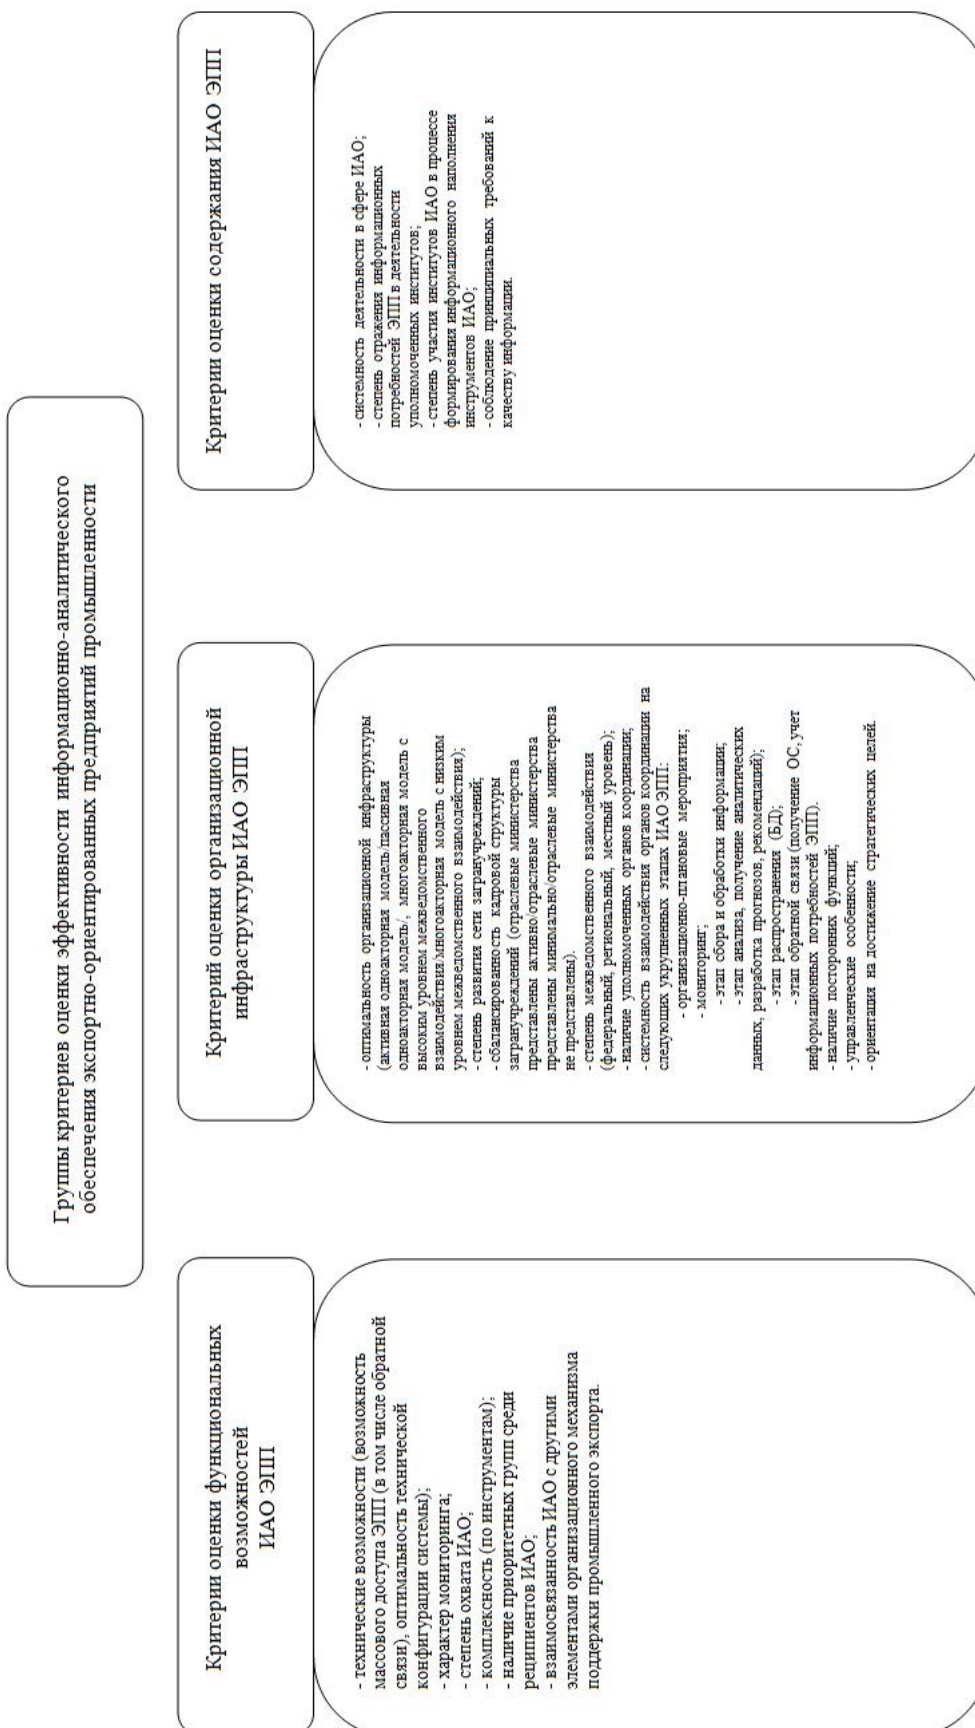 Группы критериев оценки эффективности информационно-аналитического
обеспечения экспортно-ориентированных предприятий промышленности
Критерии оценки функциональных
возможностей
ИАО ЭПП
- технические возможности (возможность
массового доступа ЭПП (в том числе обратной
связи), оптимальность технической
конфигурации системы);
- характер мониторинга;
- степень охвата ИАО;
- комплексность (по инструментам);
- наличие приоритетных групп среди
реципиентов ИАО;
- взаимосвязанность ИАО с другими
элементами организационного механизма
поддержки промышленного экспорта.
Критерий оценки организационной
инфраструктуры ИАО ЭПП
- оптимальность организационной инфраструктуры
(активная одноакторная модель/пассивная
одноакторная модель/, многоакторная модель с
высоким уровнем межведомственного
взаимодействия/многоакторная модель с низким
уровнем межведомственного взаимодействия);
- степень развития сети загранучреждений;
- сбалансированность кадровой структуры
загранучреждений (отраслевые министерства
представлены активно/отраслевые министерства
представлены минимально/отраслевые министерства
не представлены).
- степень межведомственного взаимодействия
(федеральный, региональный, местный уровень);
- наличие уполномоченных органов координации;
- системность взаимодействия органов координации на
следующих укрупненных этапах ИАО ЭПП:
- организационно-плановые мероприятия;
- мониторинг;
- этап сбора и обработки информации;
- этап анализа, получение аналитических
данных, разработка прогнозов, рекомендаций);
- этап распространения (БД);
- этап обратной связи (получение ОС, учет
информационных потребностей ЭПП).
- наличие посторонних функций;
- управленческие особенности;
- ориентация на достижение стратегических целей.
Критерии оценки содержания ИАО ЭПП
- системность деятельности в сфере ИАО;
- степень отражения информационных
потребностей ЭПП в деятельности
уполномоченных институтов;
- степень участия институтов ИАО в процессе
формирования информационного наполнения
инструментов ИАО;
- соблюдение принципиальных требований к
качеству информации.